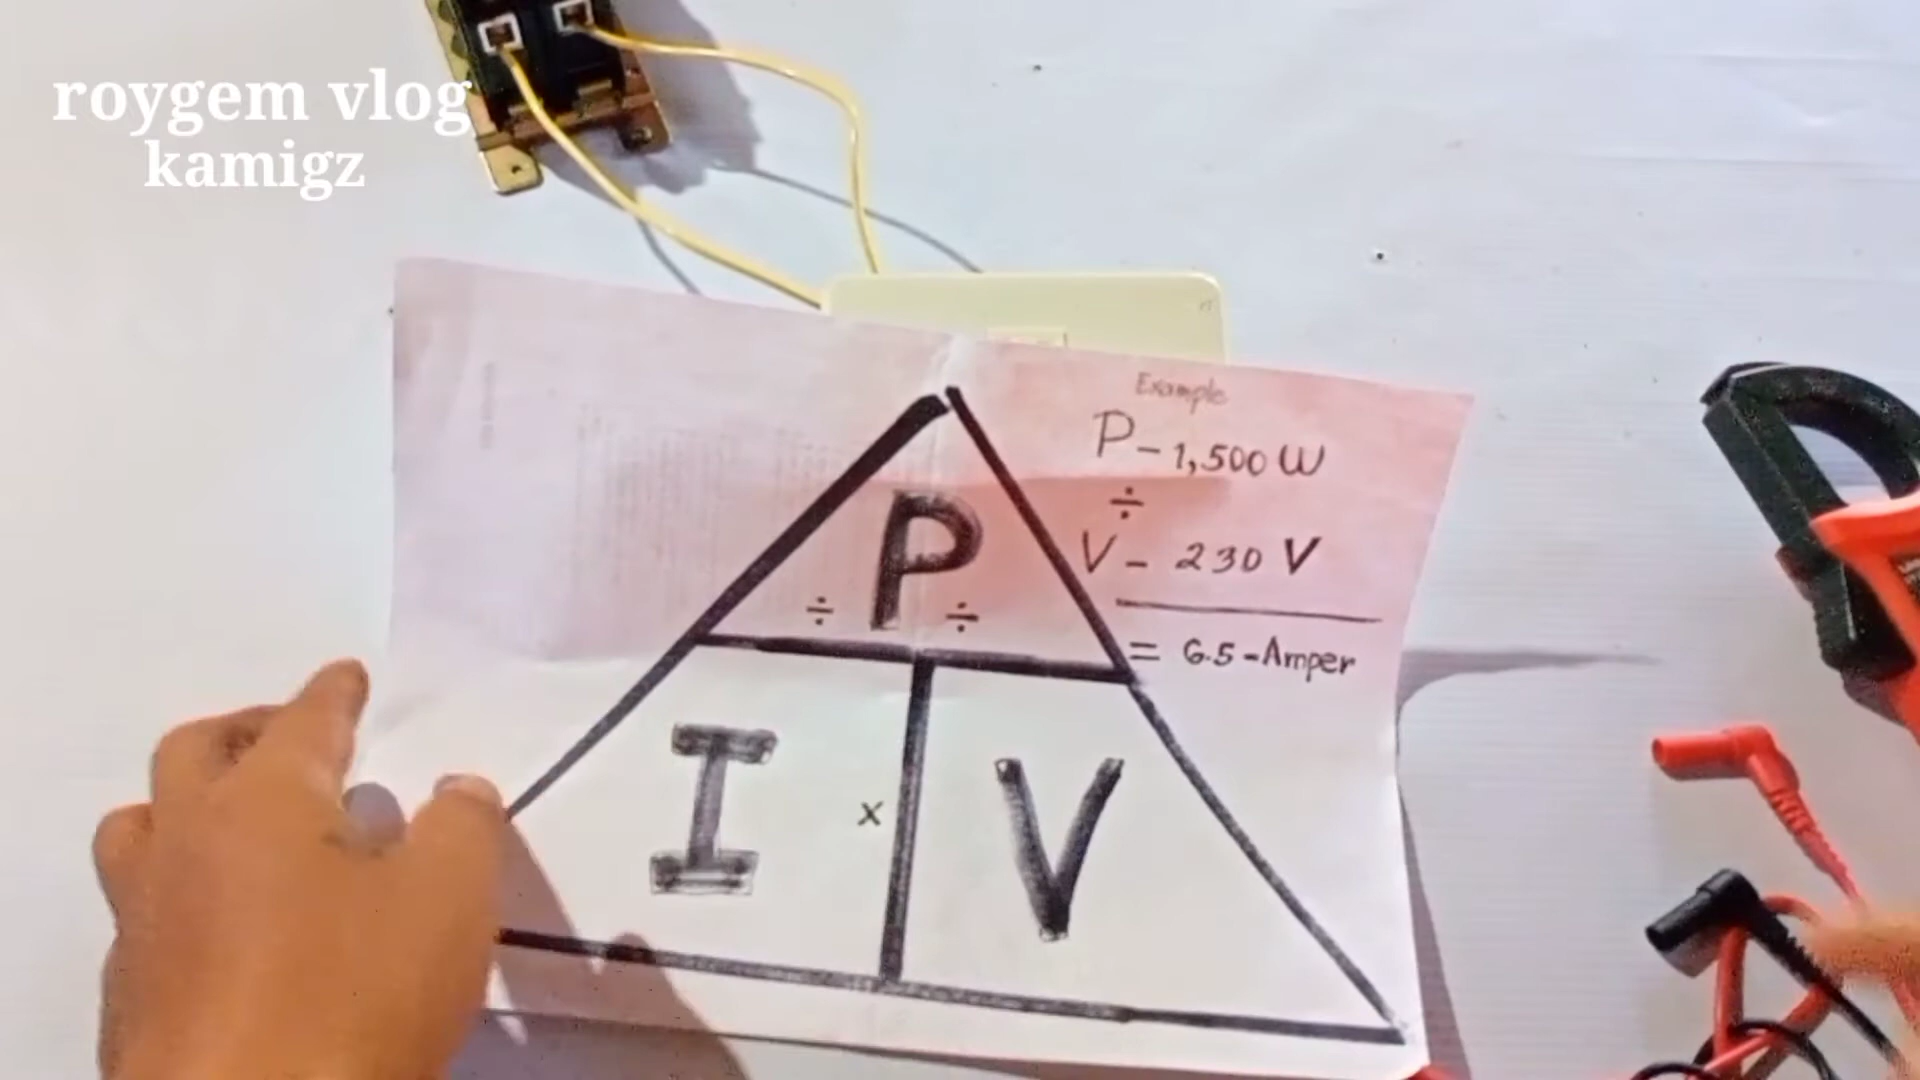 roygem vlog
kamigz
Example
P - 1,500 W
÷
V - 230 V
= 6.5 - Amper
P
÷ ÷
I x V